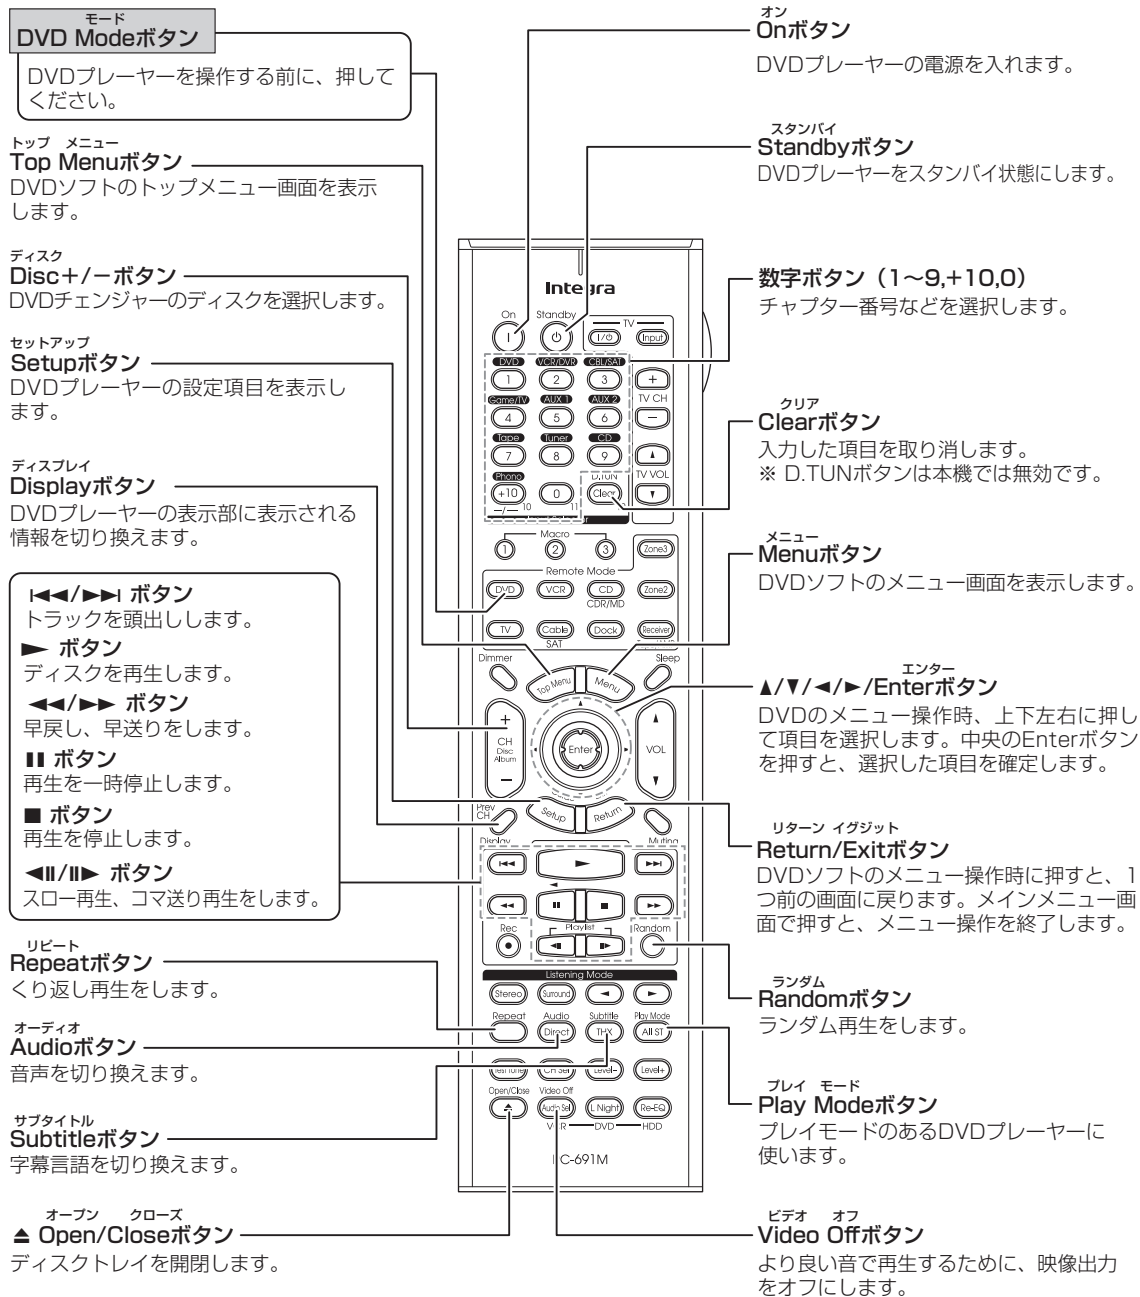 モード
DVD Modeボタン
DVDプレーヤーを操作する前に、押して
ください。
トップ メニュー
Top Menuボタン
DVDソフトのトップメニュー画面を表示
します。
ディスク
Disc+/−ボタン
DVDチェンジャーのディスクを選択します。
セットアップ
Setupボタン
DVDプレーヤーの設定項目を表示し
ます。
ディスプレイ
Displayボタン
DVDプレーヤーの表示部に表示される
情報を切り換えます。
⏮/⏭ ボタン
トラックを頭出しします。
► ボタン
ディスクを再生します。
◄◄/►► ボタン
早戻し、早送りをします。
▮▮ ボタン
再生を一時停止します。
■ ボタン
再生を停止します。
◄▮▮/▮▮► ボタン
スロー再生、コマ送り再生をします。
リピート
Repeatボタン
くり返し再生をします。
オーディオ
Audioボタン
音声を切り換えます。
サブタイトル
Subtitleボタン
字幕言語を切り換えます。
オープン クローズ
⏏ Open/Closeボタン
ディスクトレイを開閉します。
Integra
On Standby TV
I I/⏻ Input
DVD VCR/DVR CBL/SAT
1 2 3 +
Game/TV AUX 1 AUX 2 TV CH
4 5 6 −
Tape Tuner CD
7 8 9 ▲
Phono D.TUN TV VOL
+10 0 Clear ▼
-/-- 10 11
Macro
1 2 3 Zone3
Remote Mode
DVD VCR CD Zone2
CDR/MD
TV Cable Dock Receiver
SAT
Dimmer Sleep
Top Menu Menu
+ ▲
CH Disc Album Enter VOL
− ▼
Prev CH Setup Return
Display Muting
Rec Playlist Random
Listening Mode
Stereo Surround ◄ ►
Repeat Audio Subtitle Play Mode
Direct THX All ST
Test Tone CH Sel Level- Level+
Open/Close Video Off
⏏ Audio Sel L Night Re-EQ
VCR DVD HDD
C-691M
オン
Onボタン
DVDプレーヤーの電源を入れます。
スタンバイ
Standbyボタン
DVDプレーヤーをスタンバイ状態にします。
数字ボタン（1〜9,+10,0）
チャプター番号などを選択します。
クリア
Clearボタン
入力した項目を取り消します。
※ D.TUNボタンは本機では無効です。
メニュー
Menuボタン
DVDソフトのメニュー画面を表示します。
エンター
▲/▼/◄/►/Enterボタン
DVDのメニュー操作時、上下左右に押し
て項目を選択します。中央のEnterボタン
を押すと、選択した項目を確定します。
リターン イグジット
Return/Exitボタン
DVDソフトのメニュー操作時に押すと、1
つ前の画面に戻ります。メインメニュー画
面で押すと、メニュー操作を終了します。
ランダム
Randomボタン
ランダム再生をします。
プレイ モード
Play Modeボタン
プレイモードのあるDVDプレーヤーに
使います。
ビデオ オフ
Video Offボタン
より良い音で再生するために、映像出力
をオフにします。